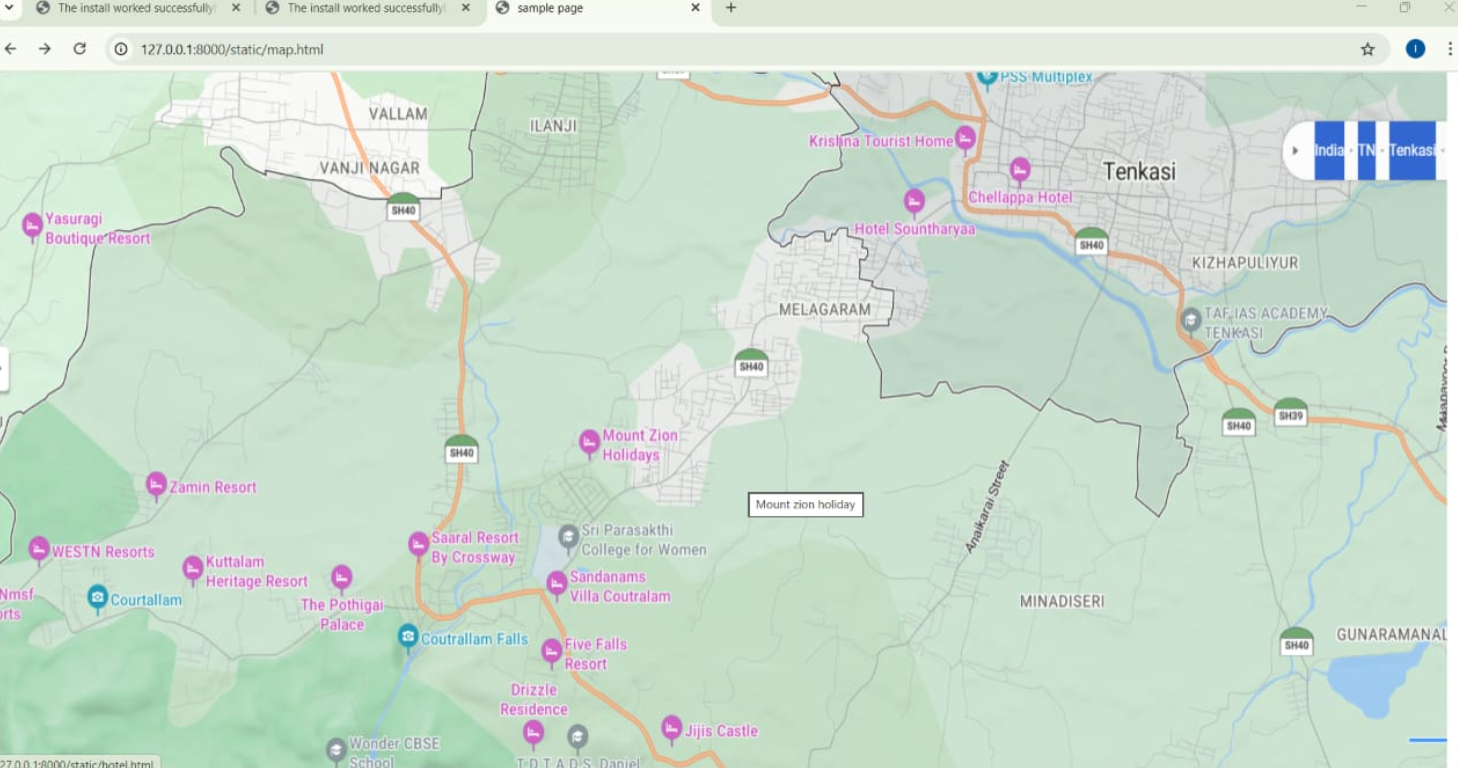 The install worked successfully!
The install worked successfully!
sample page
127.0.0.1:8000/static/map.html
I
PSS Multiplex
VALLAM
ILANJI
Krishna Tourist Home
India
TN
Tenkasi
VANJI NAGAR
Tenkasi
Chellappa Hotel
SH40
Yasuragi
Boutique Resort
Hotel Sountharyaa
SH40
KIZHAPULIYUR
MELAGARAM
TAF IAS ACADEMY
TENKASI
SH40
SH40
SH39
Mount Zion
Holidays
SH40
Zamin Resort
Mount zion holiday
Anaikarai Street
Saaral Resort
By Crossway
Sri Parasakthi
College for Women
WESTN Resorts
Kuttalam
Heritage Resort
Sandanams
Villa Coutralam
Nmsf
Courtallam
The Pothigai
Palace
MINADISERI
Coutrallam Falls
Five Falls
Resort
SH40
GUNARAMANAL
Drizzle
Residence
Jijis Castle
Wonder CBSE
School
T.D.T.A D.S. Daniel
27.0.0.1:8000/static/hotel.html